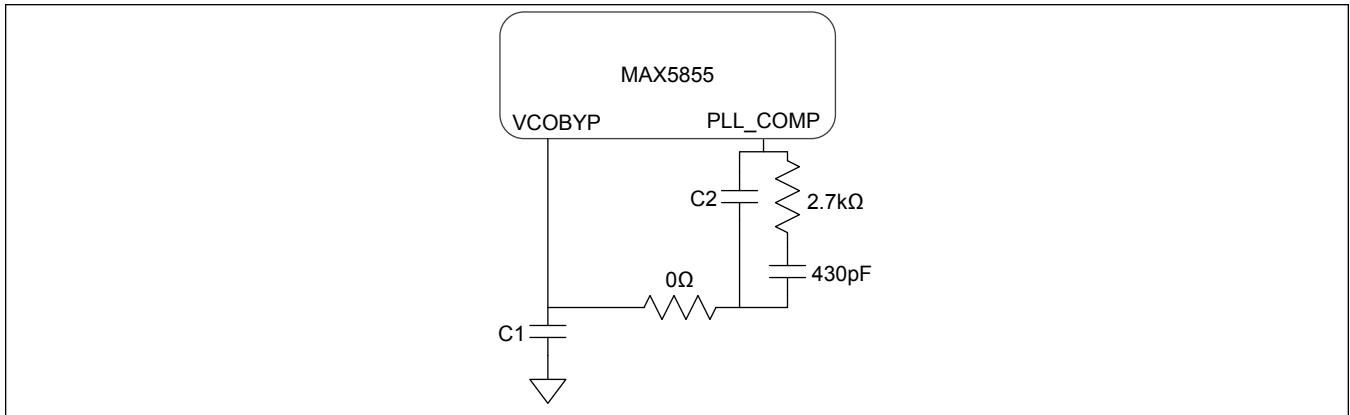 MAX5855
VCOBYP
PLL_COMP
C2
2.7kΩ
430pF
0Ω
C1